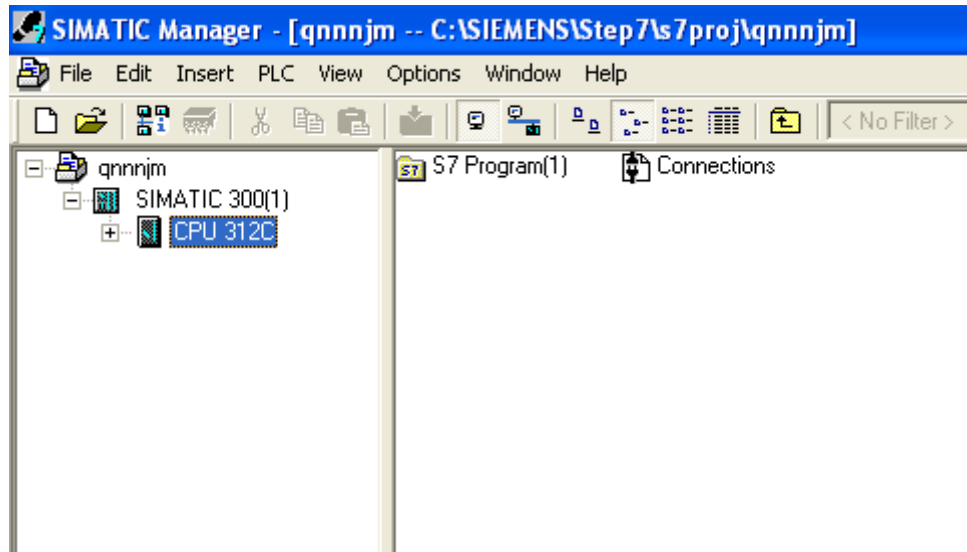 SIMATIC Manager - [qnnnjm -- C:\SIEMENS\Step7\s7proj\qnnnjm]
File Edit Insert PLC View Options Window Help
< No Filter >
qnnnjm
SIMATIC 300(1)
CPU 312C
S7 Program(1) Connections